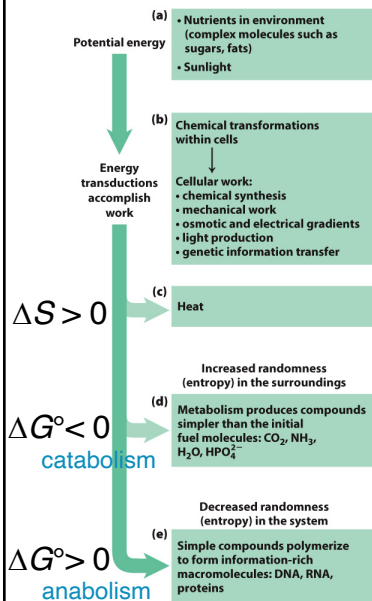 (a)
• Nutrients in environment
(complex molecules such as
sugars, fats)
• Sunlight
Potential energy
(b)
Chemical transformations
within cells
Cellular work:
• chemical synthesis
• mechanical work
• osmotic and electrical gradients
• light production
• genetic information transfer
Energy
transductions
accomplish
work
(c)
Heat
ΔS > 0
Increased randomness
(entropy) in the surroundings
(d)
Metabolism produces compounds
simpler than the initial
fuel molecules: CO₂, NH₃,
H₂O, HPO₄²⁻
ΔG° < 0
catabolism
Decreased randomness
(entropy) in the system
(e)
Simple compounds polymerize
to form information-rich
macromolecules: DNA, RNA,
proteins
ΔG° > 0
anabolism